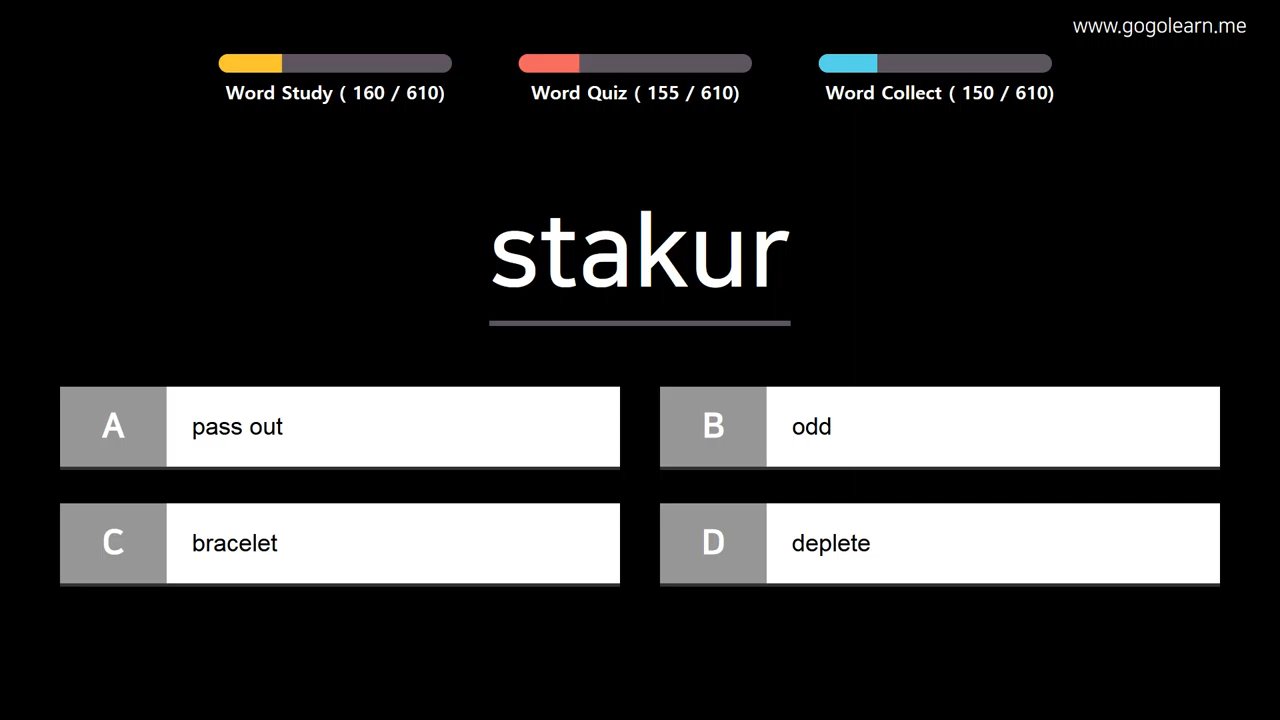 www.gogolearn.me
Word Study ( 160 / 610)
Word Quiz ( 155 / 610)
Word Collect ( 150 / 610)
stakur
A pass out
B odd
C bracelet
D deplete